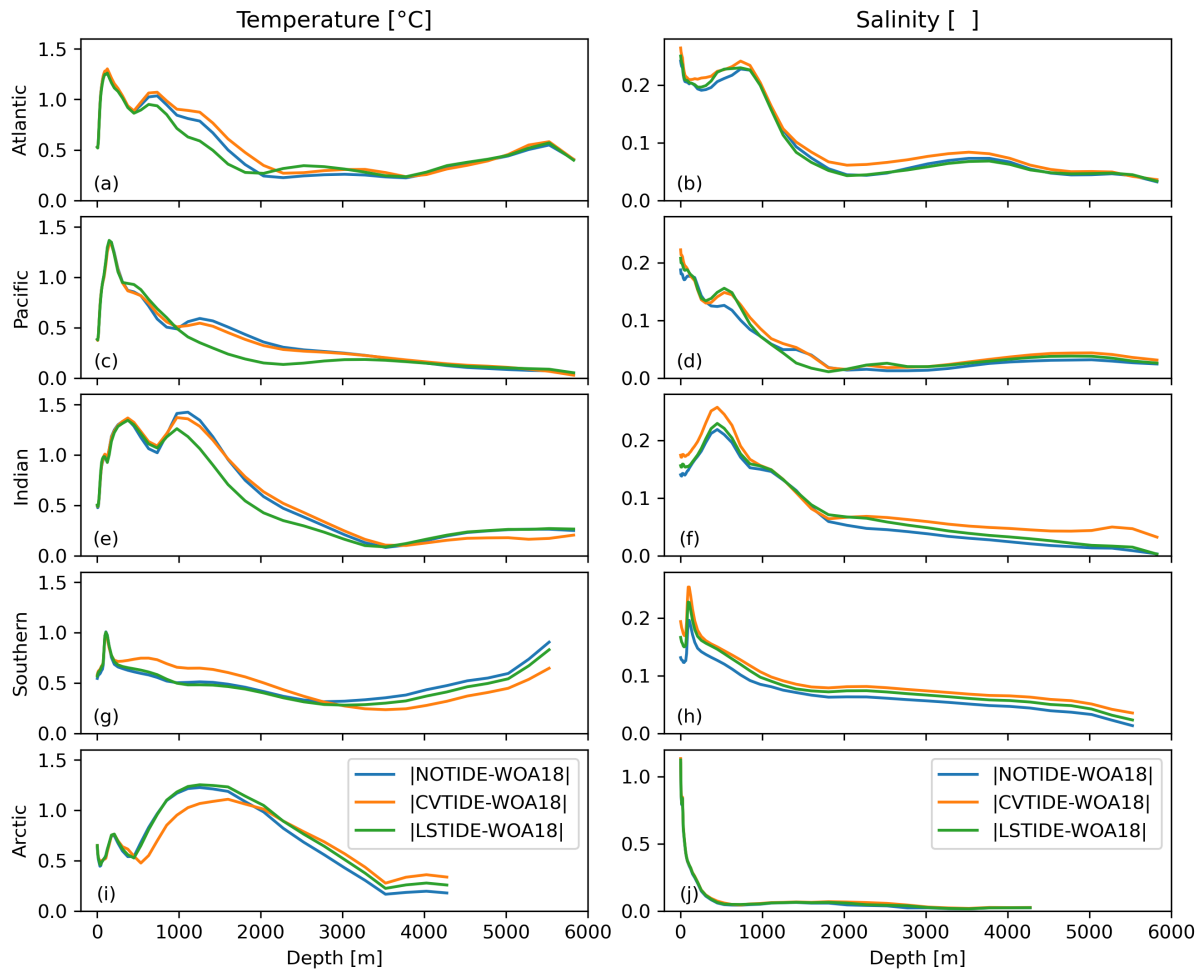 Temperature [°C]
Salinity [ ]
Atlantic
1.5
1.0
0.5
0.0
(a)
0.2
0.1
0.0
(b)
Pacific
1.5
1.0
0.5
0.0
(c)
0.2
0.1
0.0
(d)
Indian
1.5
1.0
0.5
0.0
(e)
0.2
0.1
0.0
(f)
Southern
1.5
1.0
0.5
0.0
(g)
0.2
0.1
0.0
(h)
Arctic
1.5
1.0
0.5
0.0
|NOTIDE-WOA18|
|CVTIDE-WOA18|
|LSTIDE-WOA18|
(i)
0 1000 2000 3000 4000 5000 6000
Depth [m]
1.0
0.5
0.0
|NOTIDE-WOA18|
|CVTIDE-WOA18|
|LSTIDE-WOA18|
(j)
0 1000 2000 3000 4000 5000 6000
Depth [m]